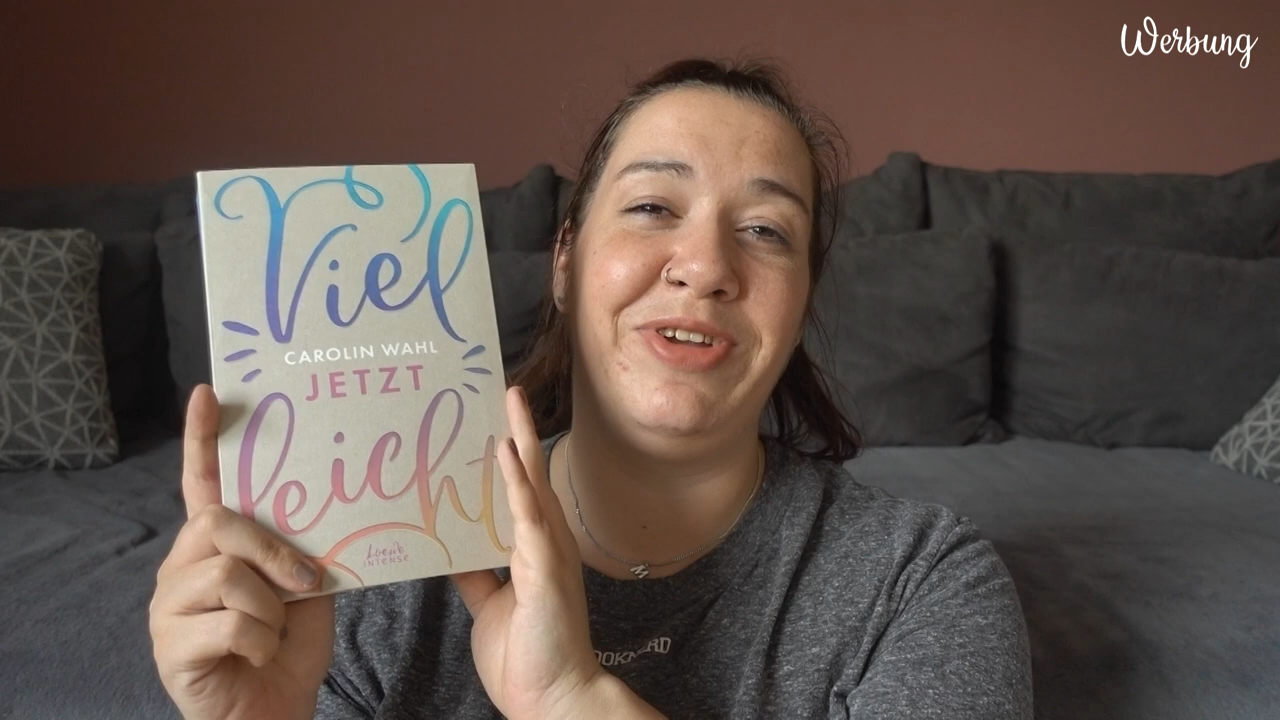 Werbung
Viel
CAROLIN WAHL
JETZT
leicht
Loewe
INTENSE
M